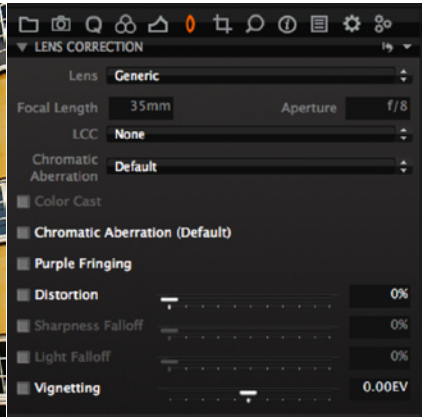 LENS CORRECTION
Lens Generic
Focal Length 35mm Aperture f/8
LCC None
Chromatic Aberration Default
Color Cast
Chromatic Aberration (Default)
Purple Fringing
Distortion 0%
Sharpness Falloff 0%
Light Falloff 0%
Vignetting 0.00EV